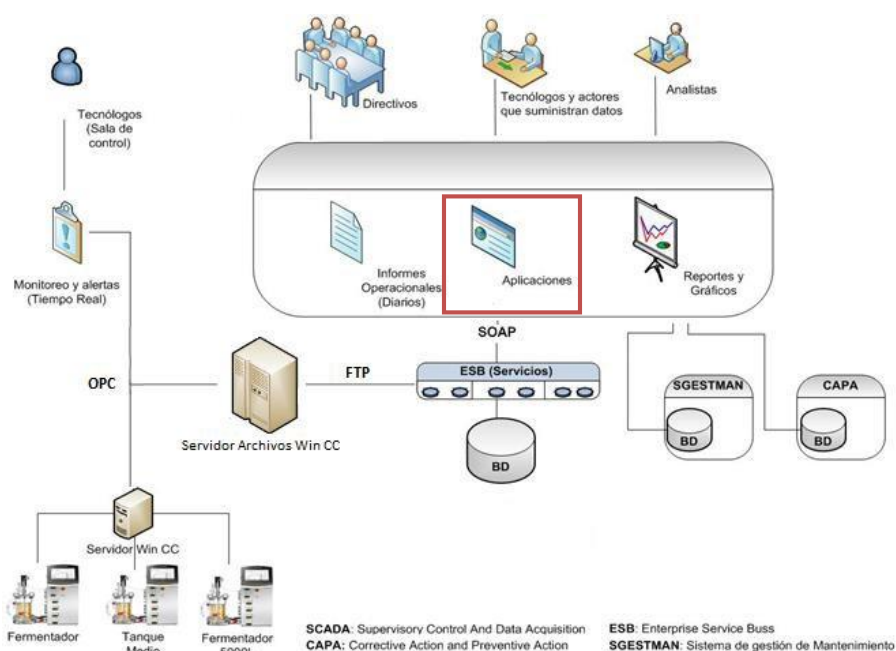 Directivos
Tecnólogos y actores
que suministran datos
Analistas
Tecnólogos
(Sala de
control)
Monitoreo y alertas
(Tiempo Real)
Informes
Operacionales
(Diarios)
Aplicaciones
Reportes y
Gráficos
SOAP
OPC
FTP
ESB (Servicios)
BD
SGESTMAN
BD
CAPA
BD
Servidor Archivos Win CC
Servidor Win CC
Fermentador
Tanque
Medio
Fermentador
5000L
SCADA: Supervisory Control And Data Acquisition
CAPA: Corrective Action and Preventive Action
ESB: Enterprise Service Buss
SGESTMAN: Sistema de gestión de Mantenimiento